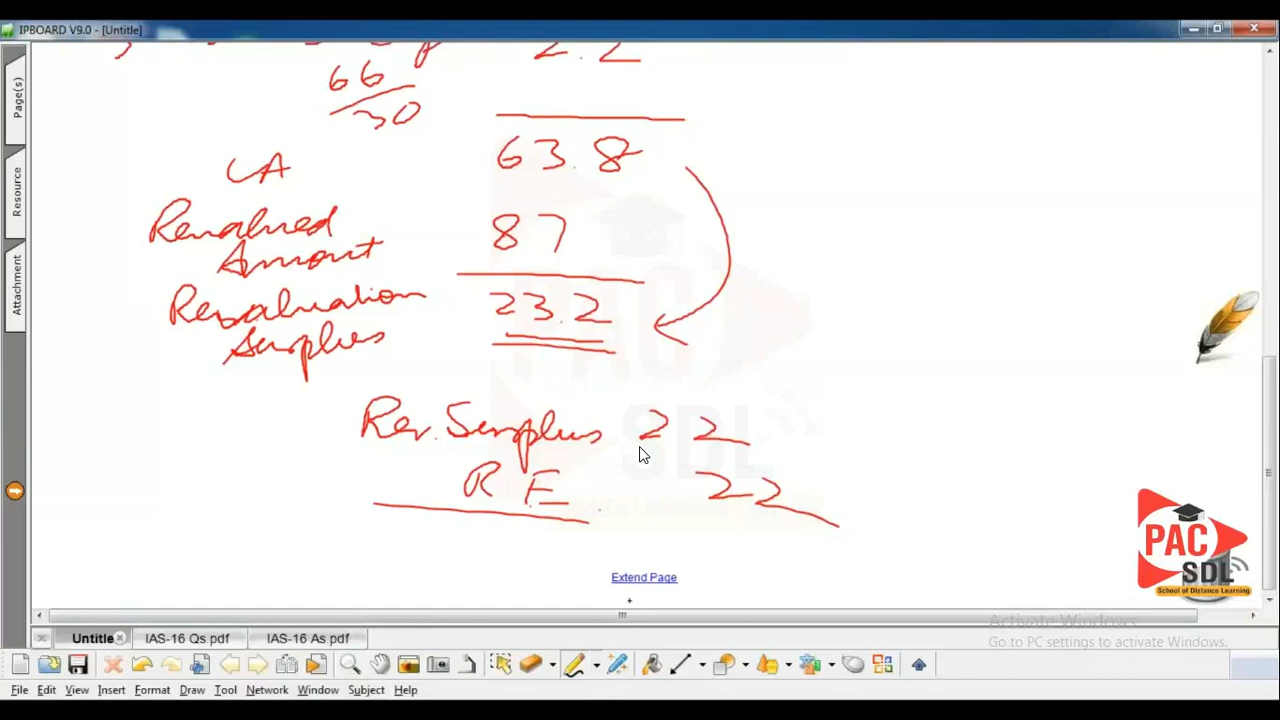 IPBOARD V9.0 - [Untitle]
2.2
66
30
63.8
CA
Revalued
Amount
87
Revaluation
Surplus
23.2
Rev. Surplus 22
R E 22
Extend Page
PAC
SDL
School of Distance Learning
PAC
SDL
Activate Windows
Go to PC settings to activate Windows.
Page(s)
Resource
Attachment
Untitle
IAS-16 Qs.pdf
IAS-16 As.pdf
File Edit View Insert Format Draw Tool Network Window Subject Help